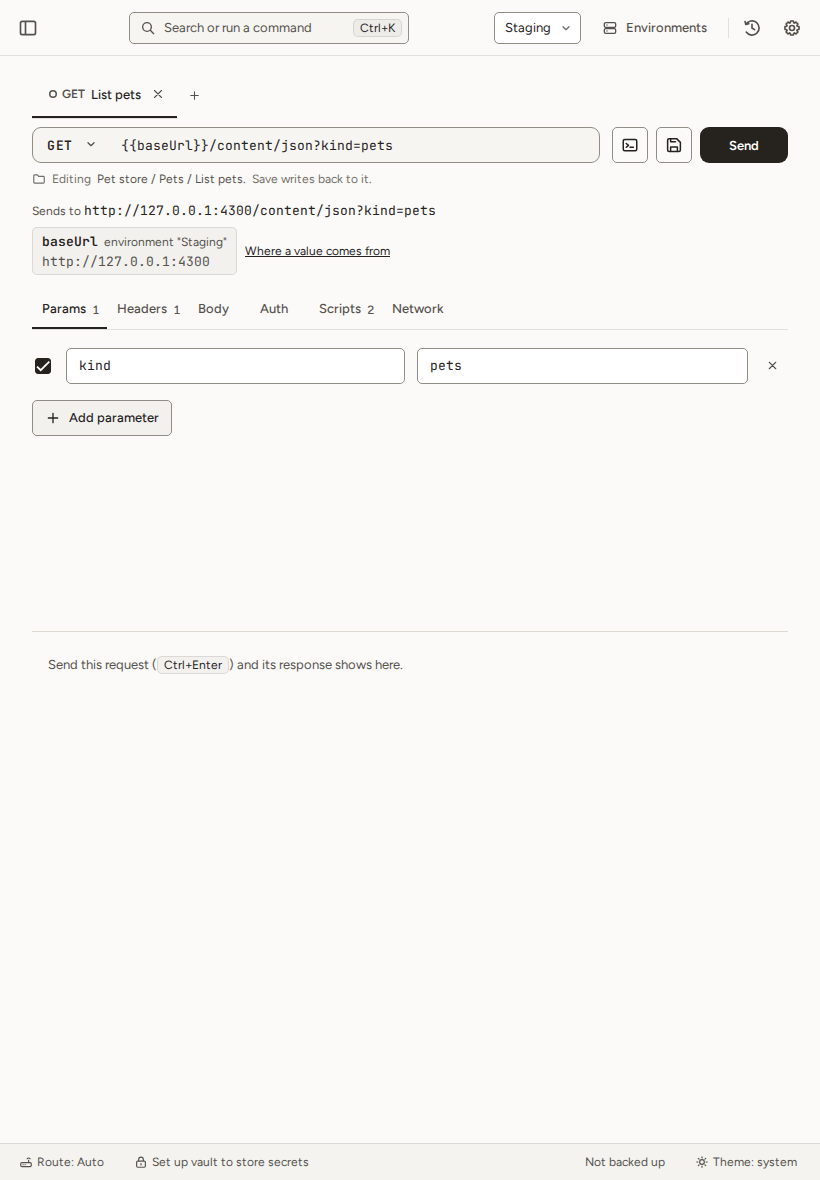 Search or run a command Ctrl+K Staging Environments
GET List pets
GET {{baseUrl}}/content/json?kind=pets Send
Editing Pet store / Pets / List pets. Save writes back to it.
Sends to http://127.0.0.1:4300/content/json?kind=pets
baseUrl environment "Staging"
http://127.0.0.1:4300
Where a value comes from
Params 1 Headers 1 Body Auth Scripts 2 Network
kind pets
Add parameter
Send this request (Ctrl+Enter) and its response shows here.
Route: Auto Set up vault to store secrets Not backed up Theme: system